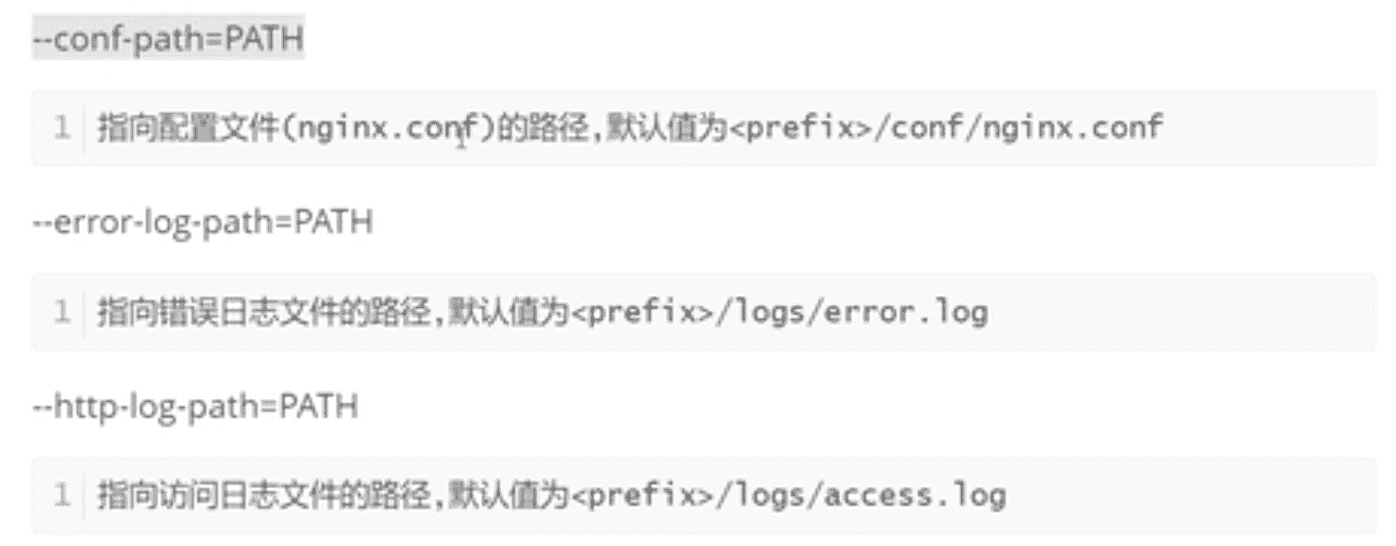 --conf-path=PATH
1 指向配置文件(nginx.conf)的路径,默认值为<prefix>/conf/nginx.conf
--error-log-path=PATH
1 指向错误日志文件的路径,默认值为<prefix>/logs/error.log
--http-log-path=PATH
1 指向访问日志文件的路径,默认值为<prefix>/logs/access.log